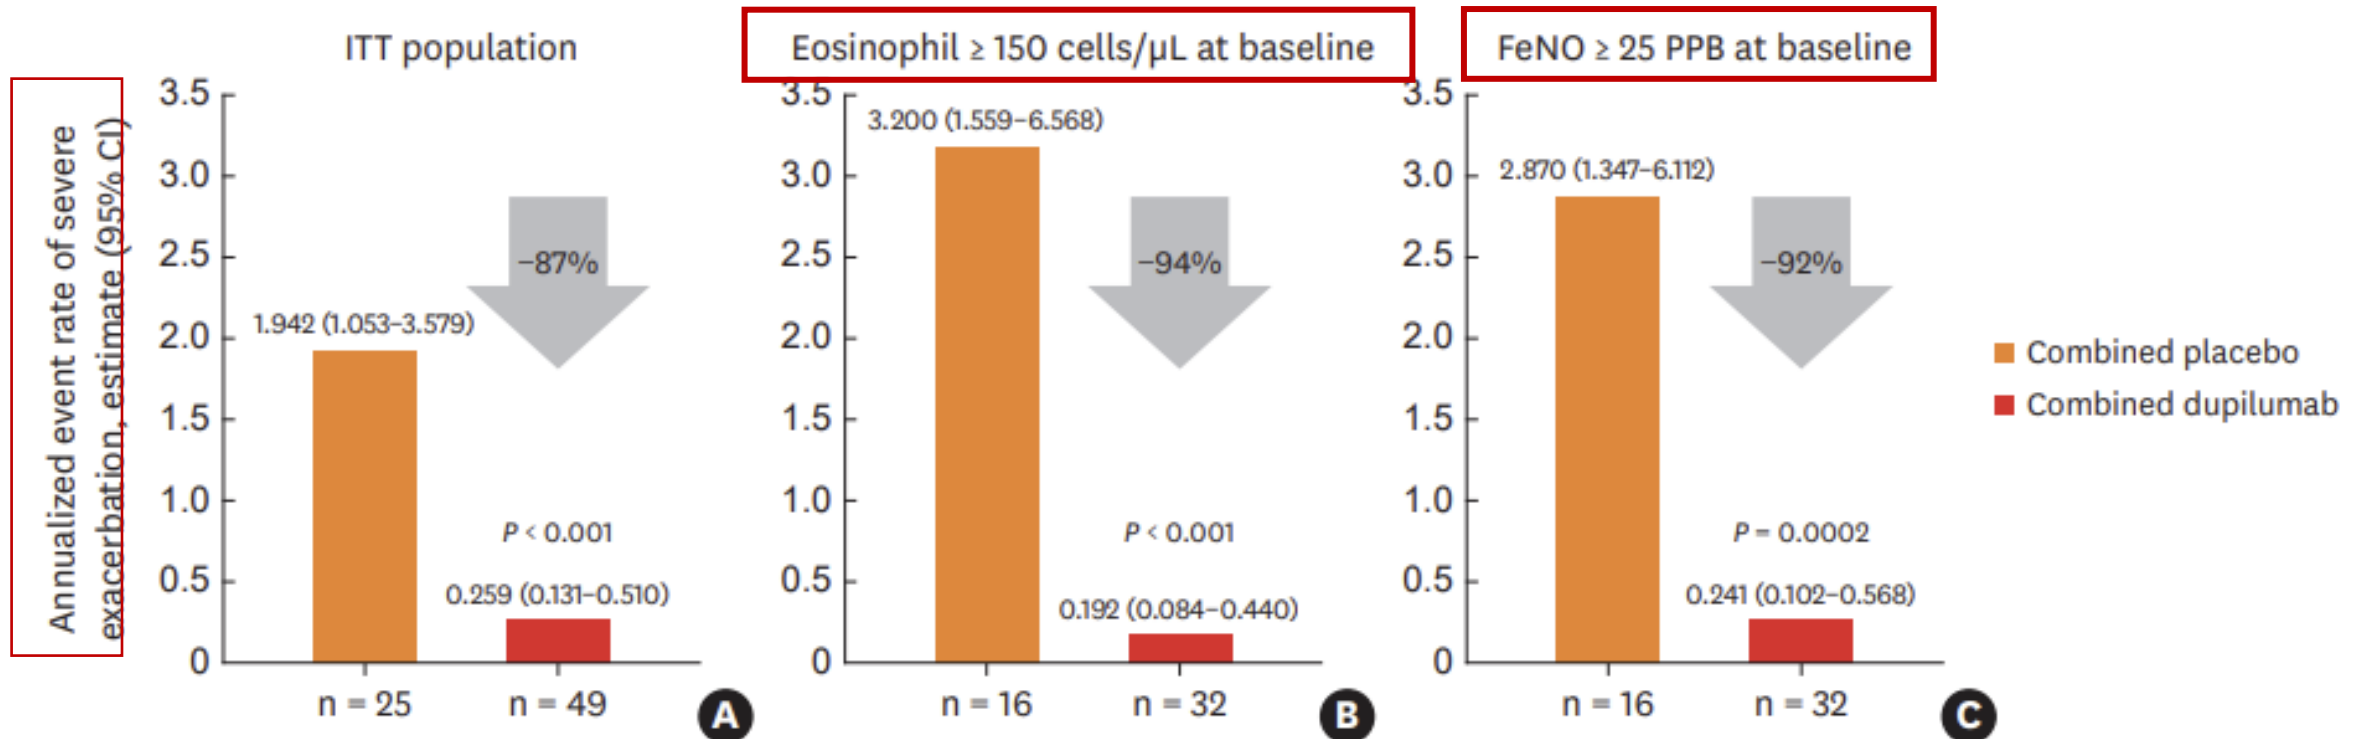 ITT population
Annualized event rate of severe
exacerbation, estimate (95% CI)
3.5
3.0
2.5
2.0
1.5
1.0
0.5
0
1.942 (1.053–3.579)
−87%
P < 0.001
0.259 (0.131–0.510)
n = 25
n = 49
A
Eosinophil ≥ 150 cells/μL at baseline
3.5
3.0
2.5
2.0
1.5
1.0
0.5
0
3.200 (1.559–6.568)
−94%
P < 0.001
0.192 (0.084–0.440)
n = 16
n = 32
B
FeNO ≥ 25 PPB at baseline
3.5
3.0
2.5
2.0
1.5
1.0
0.5
0
2.870 (1.347–6.112)
−92%
P = 0.0002
0.241 (0.102–0.568)
n = 16
n = 32
C
Combined placebo
Combined dupilumab